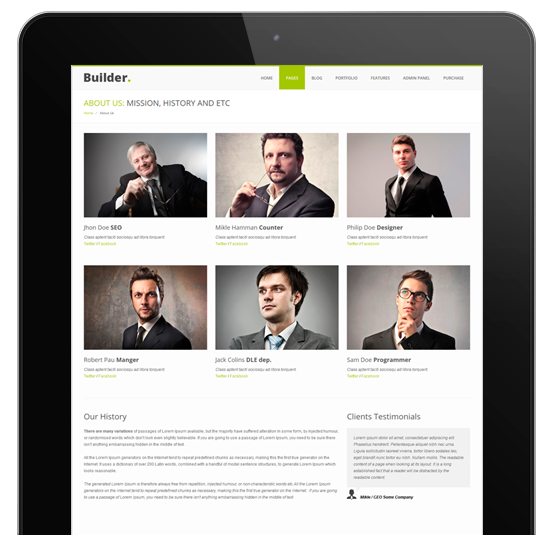 Builder.
HOME PAGES BLOG PORTFOLIO FEATURES ADMIN PANEL PURCHASE
ABOUT US: MISSION, HISTORY AND ETC
Home / About Us
Jhon Doe SEO
Class aptent taciti sociosqu ad litora torquent
Twitter / Facebook
Mikle Hamman Counter
Class aptent taciti sociosqu ad litora torquent
Twitter / Facebook
Philip Doe Designer
Class aptent taciti sociosqu ad litora torquent
Twitter / Facebook
Robert Pau Manger
Class aptent taciti sociosqu ad litora torquent
Twitter / Facebook
Jack Colins DLE dep.
Class aptent taciti sociosqu ad litora torquent
Twitter / Facebook
Sam Doe Programmer
Class aptent taciti sociosqu ad litora torquent
Twitter / Facebook
Our History
There are many variations of passages of Lorem Ipsum available, but the majority have suffered alteration in some form, by injected humour,
or randomised words which don't look even slightly believable. If you are going to use a passage of Lorem Ipsum, you need to be sure there
isn't anything embarrassing hidden in the middle of text.
All the Lorem Ipsum generators on the Internet tend to repeat predefined chunks as necessary, making this the first true generator on the
Internet. It uses a dictionary of over 200 Latin words, combined with a handful of model sentence structures, to generate Lorem Ipsum which
looks reasonable.
The generated Lorem Ipsum is therefore always free from repetition, injected humour, or non-characteristic words etc. All the Lorem Ipsum
generators on the Internet tend to repeat predefined chunks as necessary, making this the first true generator on the Internet. If you are going
to use a passage of Lorem Ipsum, you need to be sure there isn't anything embarrassing hidden in the middle of text.
Clients Testimonials
Lorem ipsum dolor sit amet, consectetuer adipiscing elit.
Phasellus hendrerit. Pellentesque aliquet nibh nec urna.
Ligula sollicitudin laoreet viverra, tortor libero sodales leo,
eget blandit nunc tortor eu nibh. Nullam mollis. The readable
content of a page when looking at its layout. It is a long
established fact that a reader will be distracted by the
readable content
Mikle / CEO Some Company